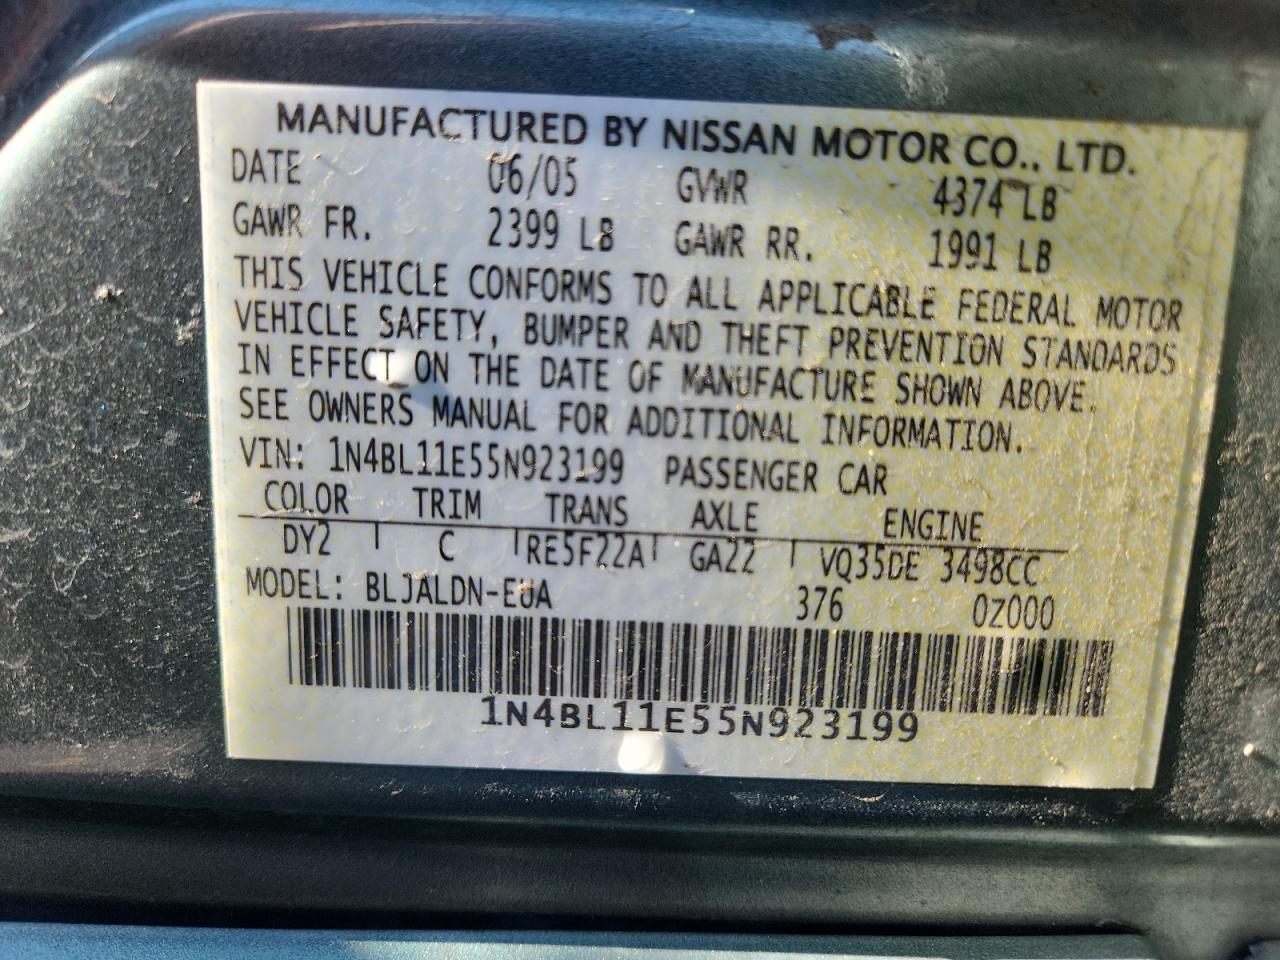 MANUFACTURED BY NISSAN MOTOR CO., LTD.
DATE 06/05 GVWR 4374 LB
GAWR FR. 2399 LB GAWR RR. 1991 LB
THIS VEHICLE CONFORMS TO ALL APPLICABLE FEDERAL MOTOR
VEHICLE SAFETY, BUMPER AND THEFT PREVENTION STANDARDS
IN EFFECT ON THE DATE OF MANUFACTURE SHOWN ABOVE.
SEE OWNERS MANUAL FOR ADDITIONAL INFORMATION.
VIN: 1N4BL11E55N923199 PASSENGER CAR
COLOR TRIM TRANS AXLE ENGINE
DY2 C RE5F22A GA22 VQ35DE 3498CC
MODEL: BLJALDN-EUA 376 0Z000
1N4BL11E55N923199